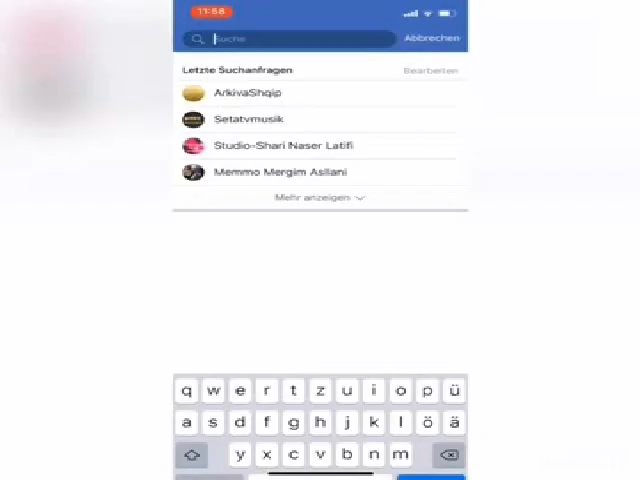 11:58
Suche
Abbrechen
Letzte Suchanfragen
Bearbeiten
ArkivaShqip
Setatvmusik
Studio-Shari Naser Latifi
Memmo Mergim Asllani
Mehr anzeigen
q w e r t z u i o p ü
a s d f g h j k l ö ä
y x c v b n m